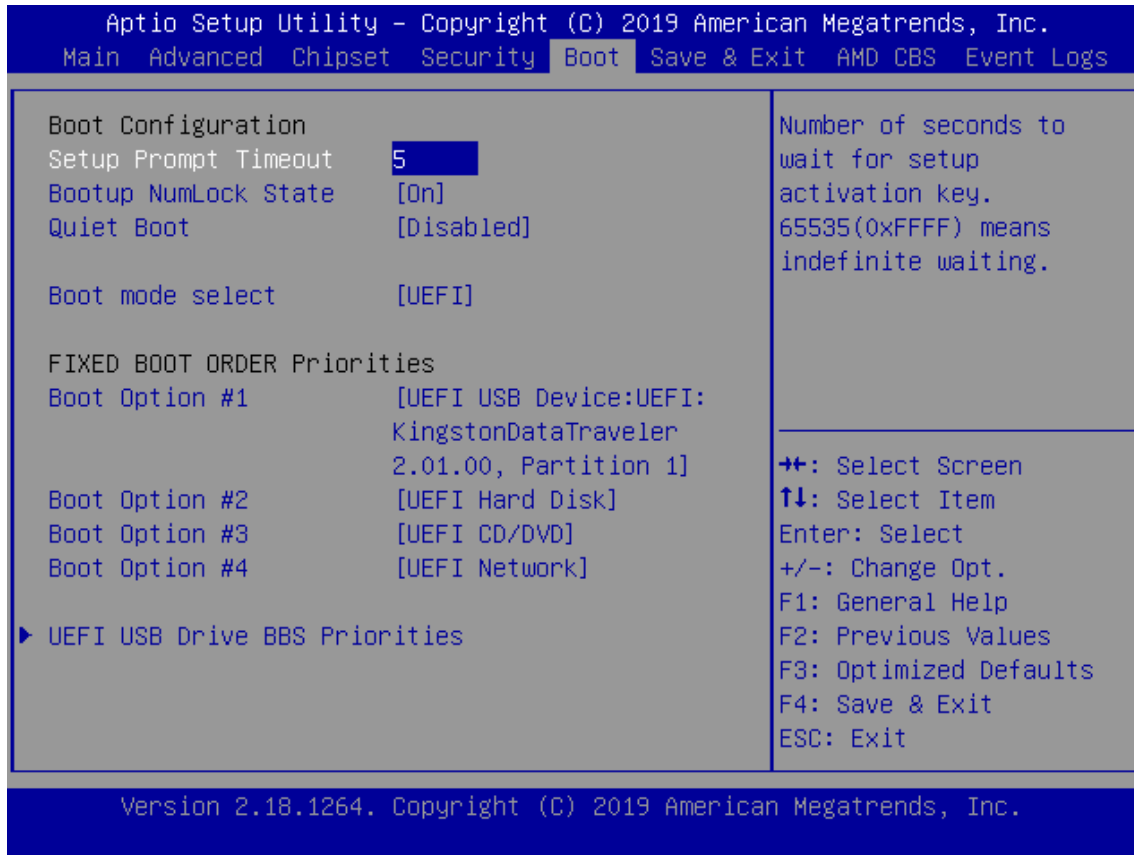 Aptio Setup Utility - Copyright (C) 2019 American Megatrends, Inc.
Main Advanced Chipset Security Boot Save & Exit AMD CBS Event Logs
Boot Configuration
Setup Prompt Timeout 5
Bootup NumLock State [On]
Quiet Boot [Disabled]
Boot mode select [UEFI]
FIXED BOOT ORDER Priorities
Boot Option #1 [UEFI USB Device:UEFI:
KingstonDataTraveler
2.01.00, Partition 1]
Boot Option #2 [UEFI Hard Disk]
Boot Option #3 [UEFI CD/DVD]
Boot Option #4 [UEFI Network]
UEFI USB Drive BBS Priorities
Number of seconds to
wait for setup
activation key.
65535(0xFFFF) means
indefinite waiting.
→←: Select Screen
↑↓: Select Item
Enter: Select
+/-: Change Opt.
F1: General Help
F2: Previous Values
F3: Optimized Defaults
F4: Save & Exit
ESC: Exit
Version 2.18.1264. Copyright (C) 2019 American Megatrends, Inc.